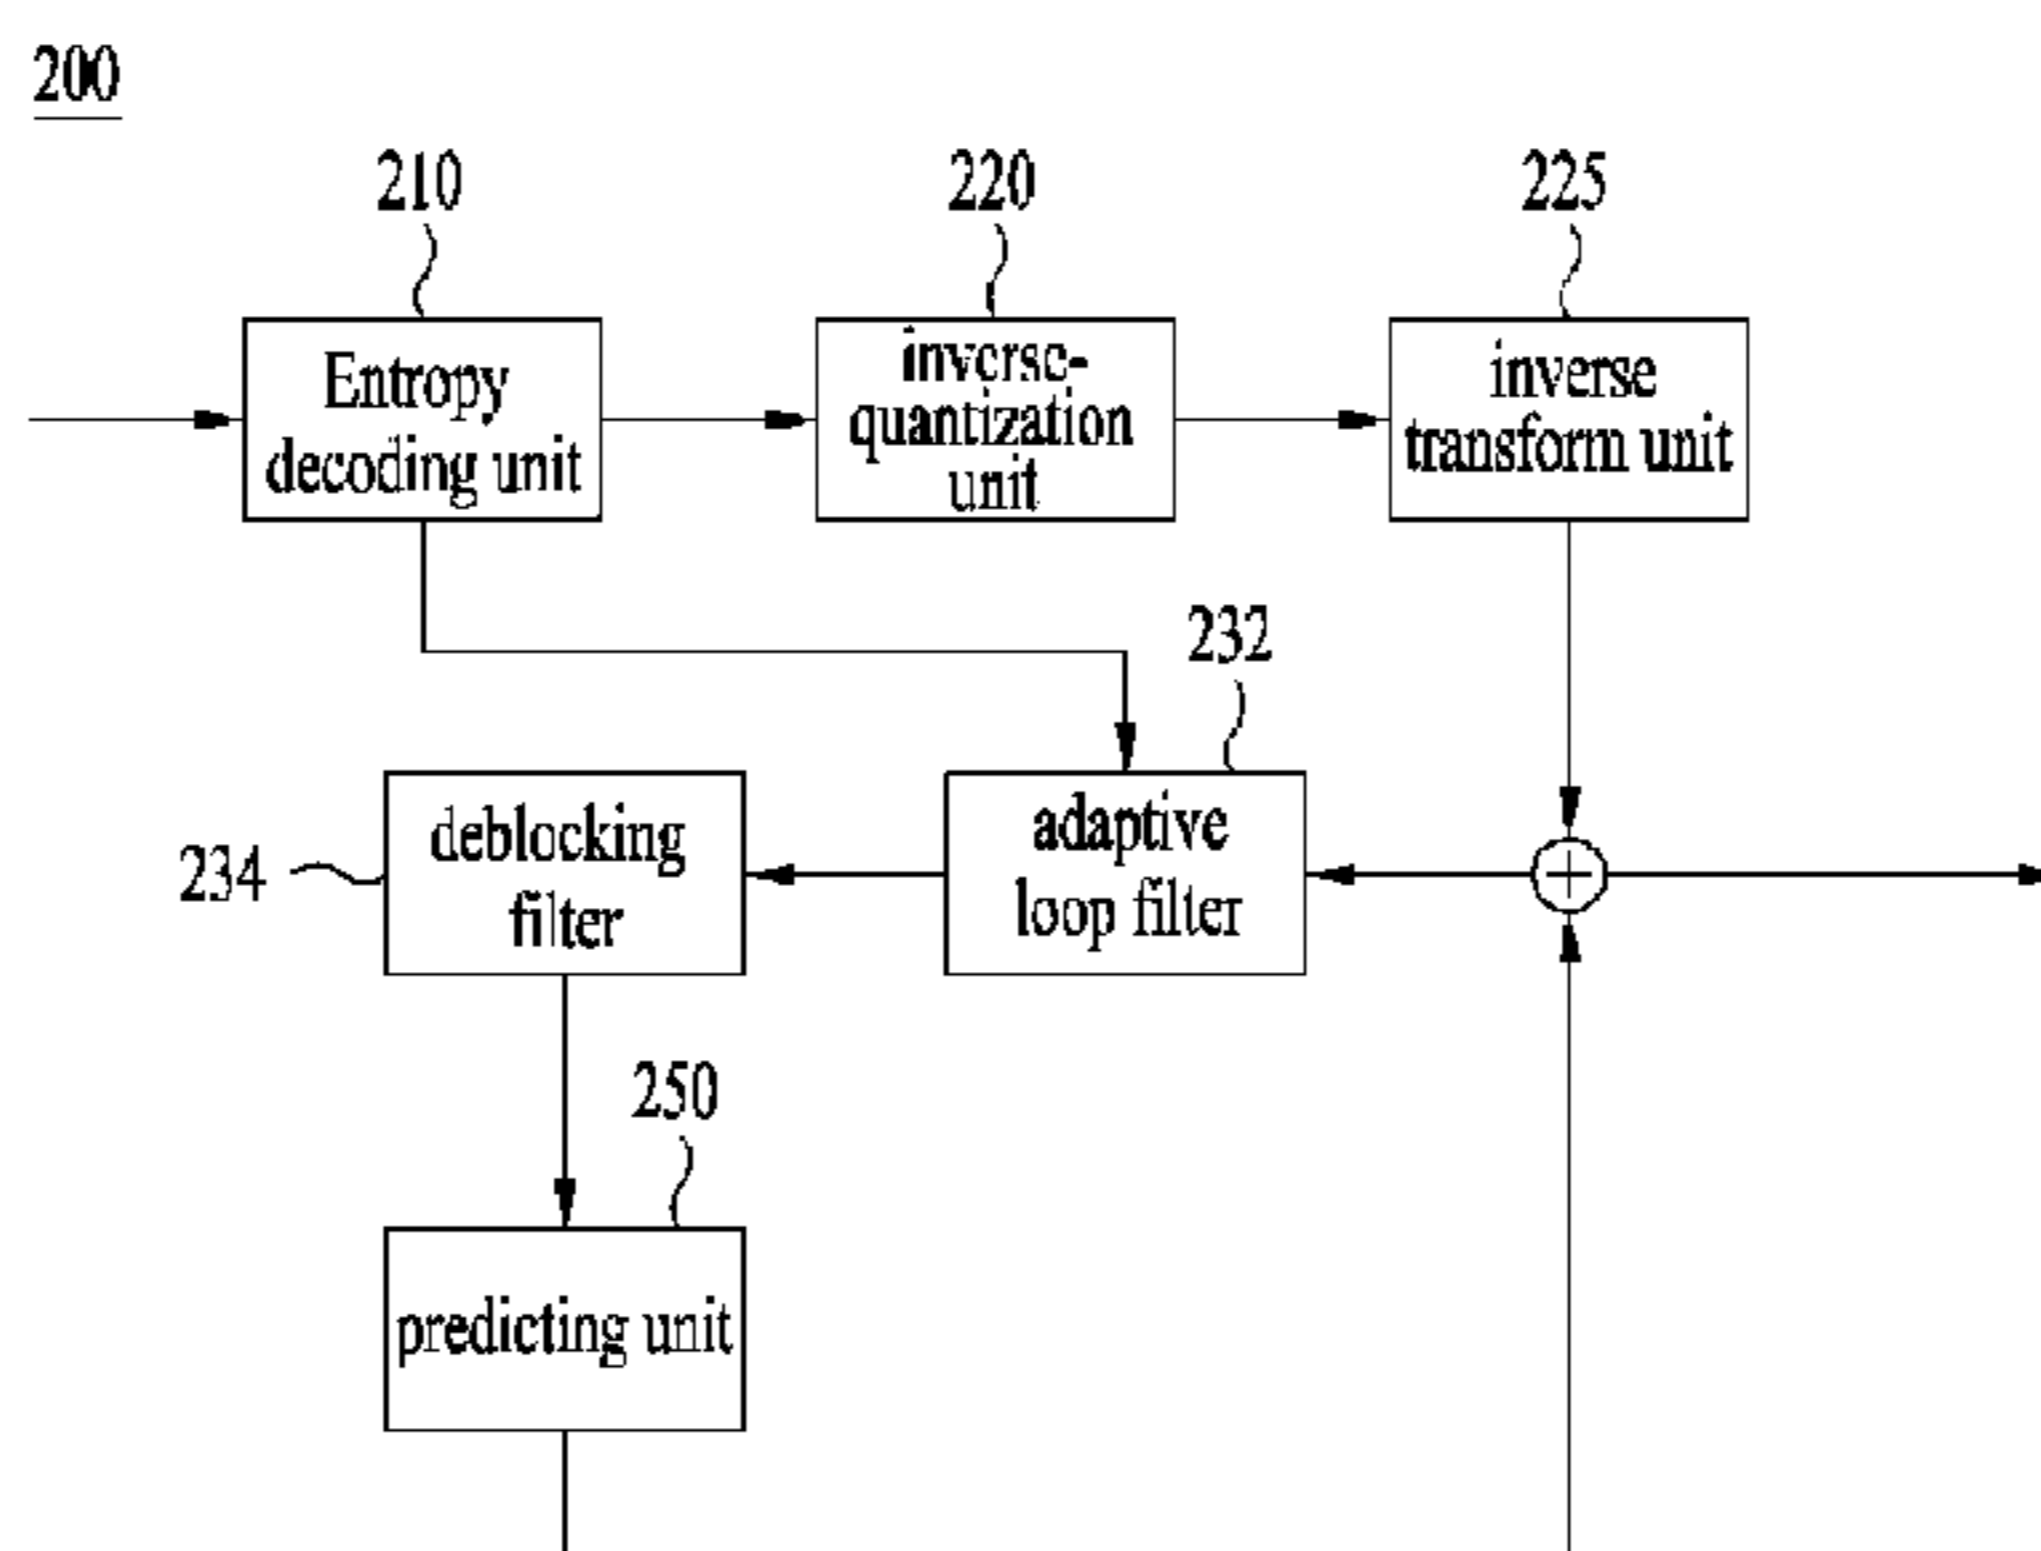 200
210
220
225
Entropy
decoding unit
inverse-
quantization
unit
inverse
transform unit
232
234
deblocking
filter
adaptive
loop filter
250
predicting unit